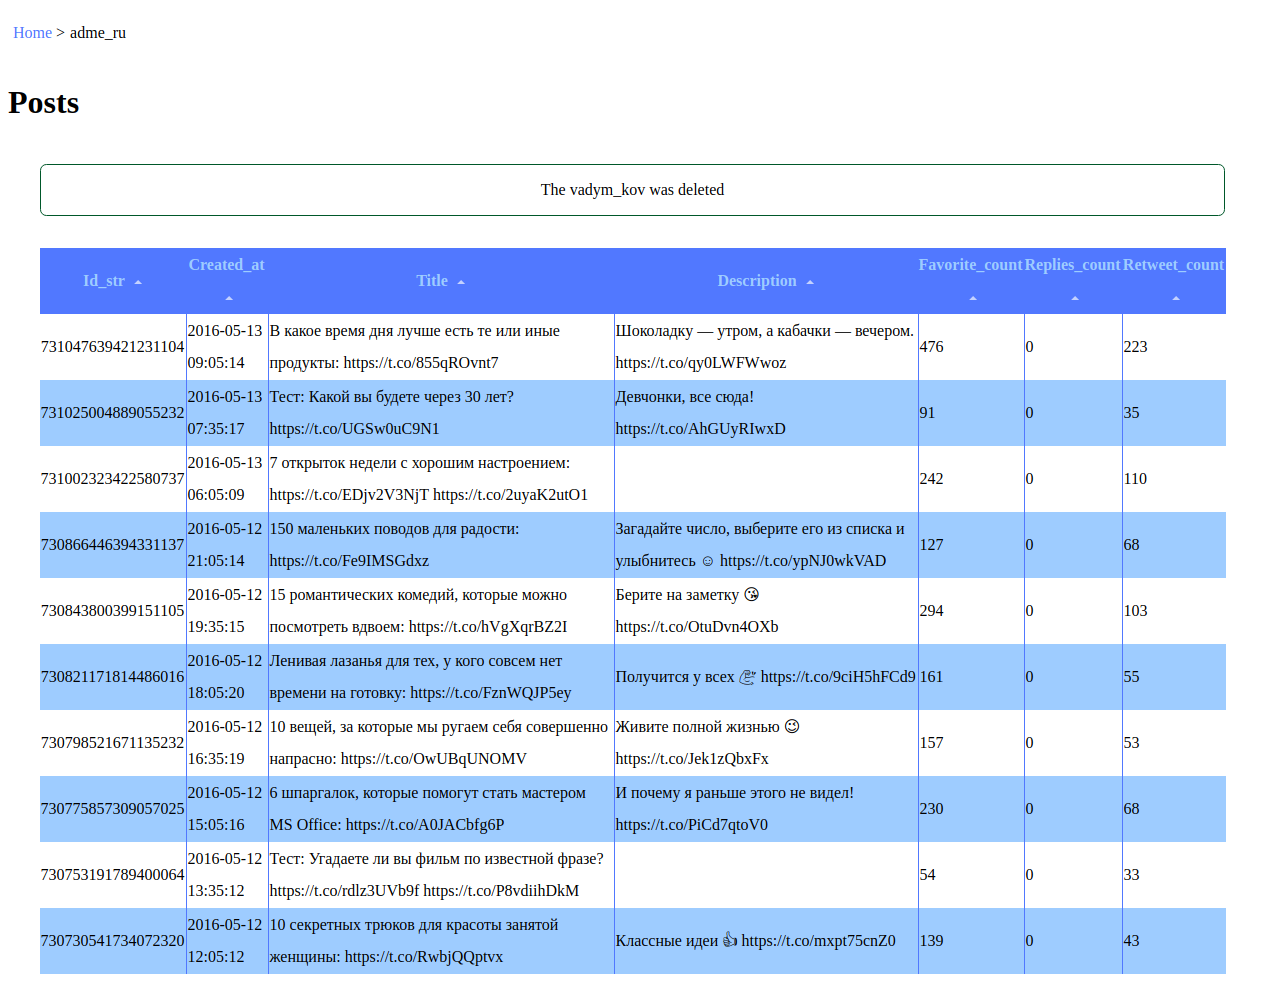 Home > adme_ru
Posts
The vadym_kov was deleted
Id_str Created_at Title Description Favorite_count Replies_count Retweet_count
731047639421231104 2016-05-13 09:05:14 В какое время дня лучше есть те или иные продукты: https://t.co/855qROvnt7 Шоколадку — утром, а кабачки — вечером. https://t.co/qy0LWFWwoz 476 0 223
731025004889055232 2016-05-13 07:35:17 Тест: Какой вы будете через 30 лет? https://t.co/UGSw0uC9N1 Девчонки, все сюда! https://t.co/AhGUyRIwxD 91 0 35
731002323422580737 2016-05-13 06:05:09 7 открыток недели с хорошим настроением: https://t.co/EDjv2V3NjT https://t.co/2uyaK2utO1 242 0 110
730866446394331137 2016-05-12 21:05:14 150 маленьких поводов для радости: https://t.co/Fe9IMSGdxz Загадайте число, выберите его из списка и улыбнитесь ☺ https://t.co/ypNJ0wkVAD 127 0 68
730843800399151105 2016-05-12 19:35:15 15 романтических комедий, которые можно посмотреть вдвоем: https://t.co/hVgXqrBZ2I Берите на заметку 😘 https://t.co/OtuDvn4OXb 294 0 103
730821171814486016 2016-05-12 18:05:20 Ленивая лазанья для тех, у кого совсем нет времени на готовку: https://t.co/FznWQJP5ey Получится у всех 💪 https://t.co/9ciH5hFCd9 161 0 55
730798521671135232 2016-05-12 16:35:19 10 вещей, за которые мы ругаем себя совершенно напрасно: https://t.co/OwUBqUNOMV Живите полной жизнью 😉 https://t.co/Jek1zQbxFx 157 0 53
730775857309057025 2016-05-12 15:05:16 6 шпаргалок, которые помогут стать мастером MS Office: https://t.co/A0JACbfg6P И почему я раньше этого не видел! https://t.co/PiCd7qtoV0 230 0 68
730753191789400064 2016-05-12 13:35:12 Тест: Угадаете ли вы фильм по известной фразе? https://t.co/rdlz3UVb9f https://t.co/P8vdiihDkM 54 0 33
730730541734072320 2016-05-12 12:05:12 10 секретных трюков для красоты занятой женщины: https://t.co/RwbjQQptvx Классные идеи 👍 https://t.co/mxpt75cnZ0 139 0 43